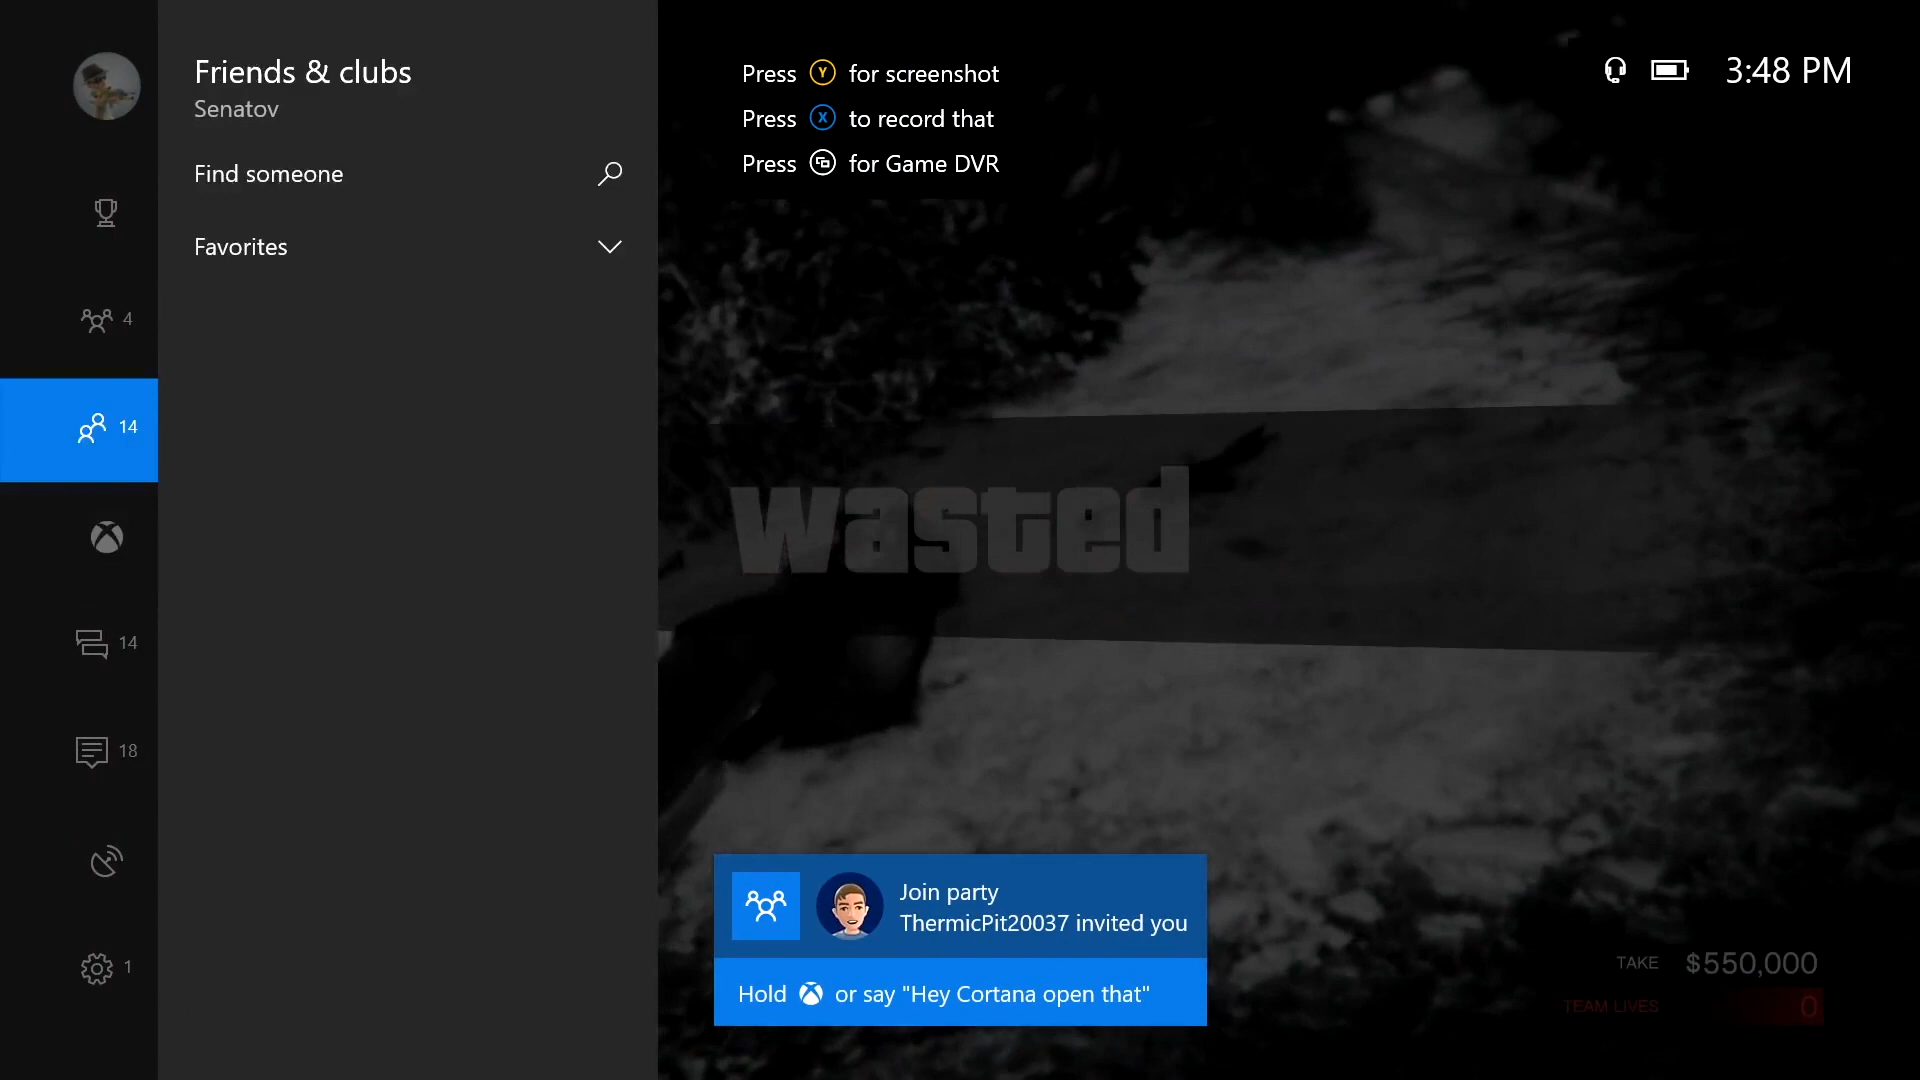 Friends & clubs
Senatov
Find someone
Favorites
4
14
14
18
1
Press Y for screenshot
Press X to record that
Press for Game DVR
3:48 PM
wasted
Join party
ThermicPit20037 invited you
Hold or say "Hey Cortana open that"
TAKE $550,000
TEAM LIVES 0